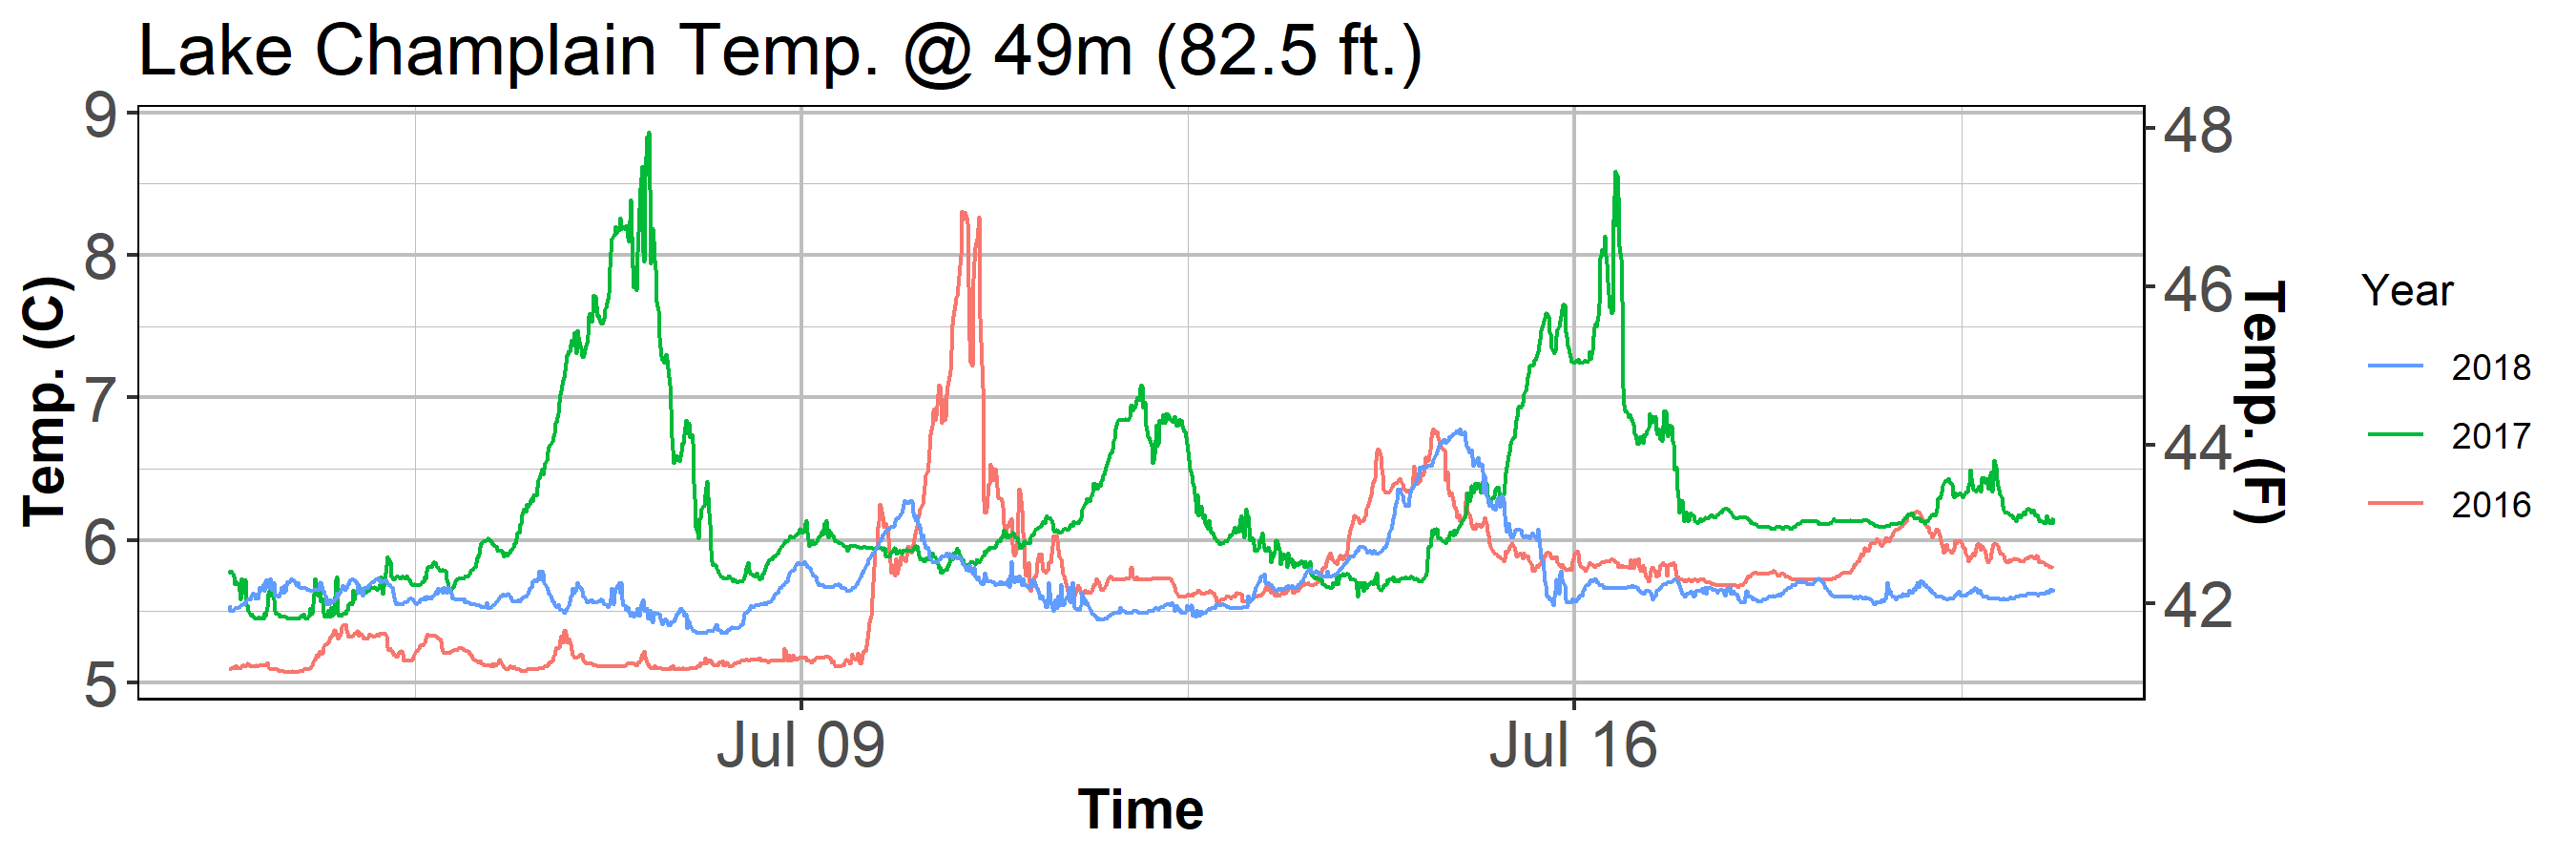 Lake Champlain Temp. @ 49m (82.5 ft.)
9
8
7
6
5
Temp. (C)
48
46
44
42
Temp. (F)
Jul 09
Jul 16
Time
Year
2018
2017
2016